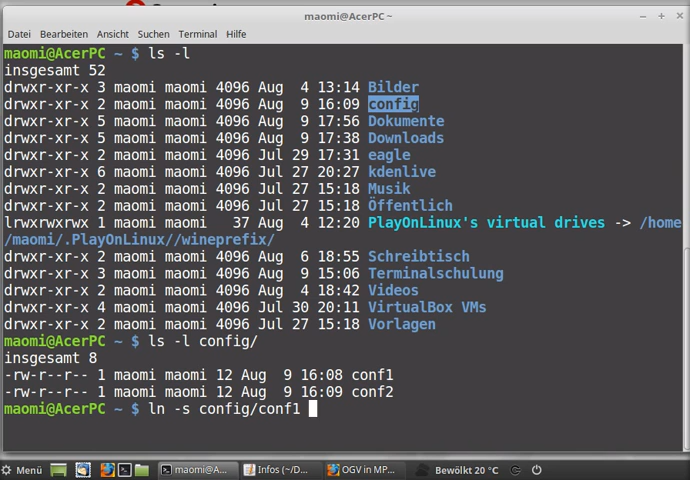 maomi@AcerPC ~
Datei Bearbeiten Ansicht Suchen Terminal Hilfe
maomi@AcerPC ~ $ ls -l
insgesamt 52
drwxr-xr-x 3 maomi maomi 4096 Aug  4 13:14 Bilder
drwxr-xr-x 2 maomi maomi 4096 Aug  9 16:09 config
drwxr-xr-x 5 maomi maomi 4096 Aug  9 17:56 Dokumente
drwxr-xr-x 5 maomi maomi 4096 Aug  9 17:38 Downloads
drwxr-xr-x 2 maomi maomi 4096 Jul 29 17:31 eagle
drwxr-xr-x 6 maomi maomi 4096 Jul 27 20:27 kdenlive
drwxr-xr-x 2 maomi maomi 4096 Jul 27 15:18 Musik
drwxr-xr-x 2 maomi maomi 4096 Jul 27 15:18 Öffentlich
lrwxrwxrwx 1 maomi maomi   37 Aug  4 12:20 PlayOnLinux's virtual drives -> /home
/maomi/.PlayOnLinux//wineprefix/
drwxr-xr-x 2 maomi maomi 4096 Aug  6 18:55 Schreibtisch
drwxr-xr-x 3 maomi maomi 4096 Aug  9 15:06 Terminalschulung
drwxr-xr-x 2 maomi maomi 4096 Aug  4 18:42 Videos
drwxr-xr-x 4 maomi maomi 4096 Jul 30 20:11 VirtualBox VMs
drwxr-xr-x 2 maomi maomi 4096 Jul 27 15:18 Vorlagen
maomi@AcerPC ~ $ ls -l config/
insgesamt 8
-rw-r--r-- 1 maomi maomi 12 Aug  9 16:08 conf1
-rw-r--r-- 1 maomi maomi 12 Aug  9 16:09 conf2
maomi@AcerPC ~ $ ln -s config/conf1
Menü maomi@A... Infos (~/D... OGV in MP... Bewölkt 20 °C